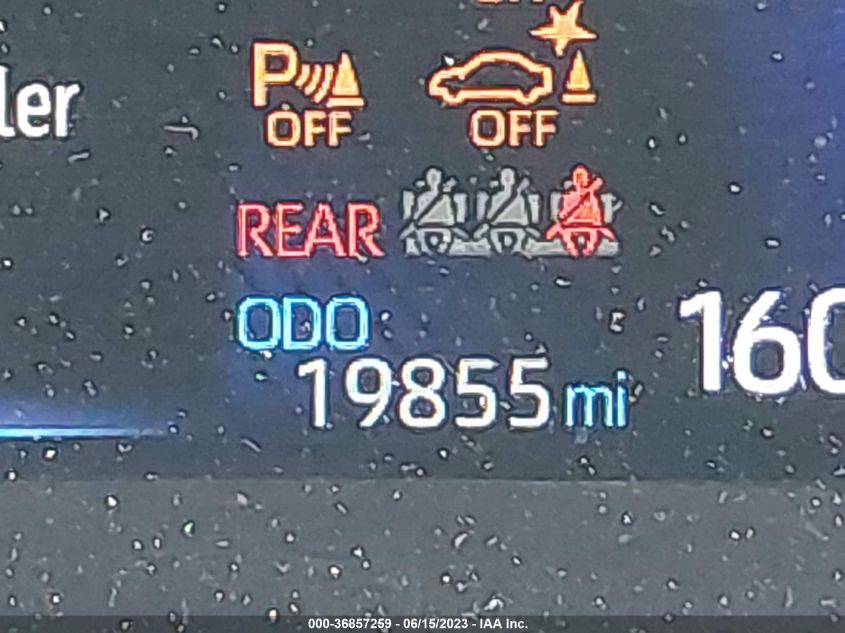 ler
P
OFF
OFF
REAR
ODO
19855 mi
160
000-36857259 - 06/15/2023 - IAA Inc.